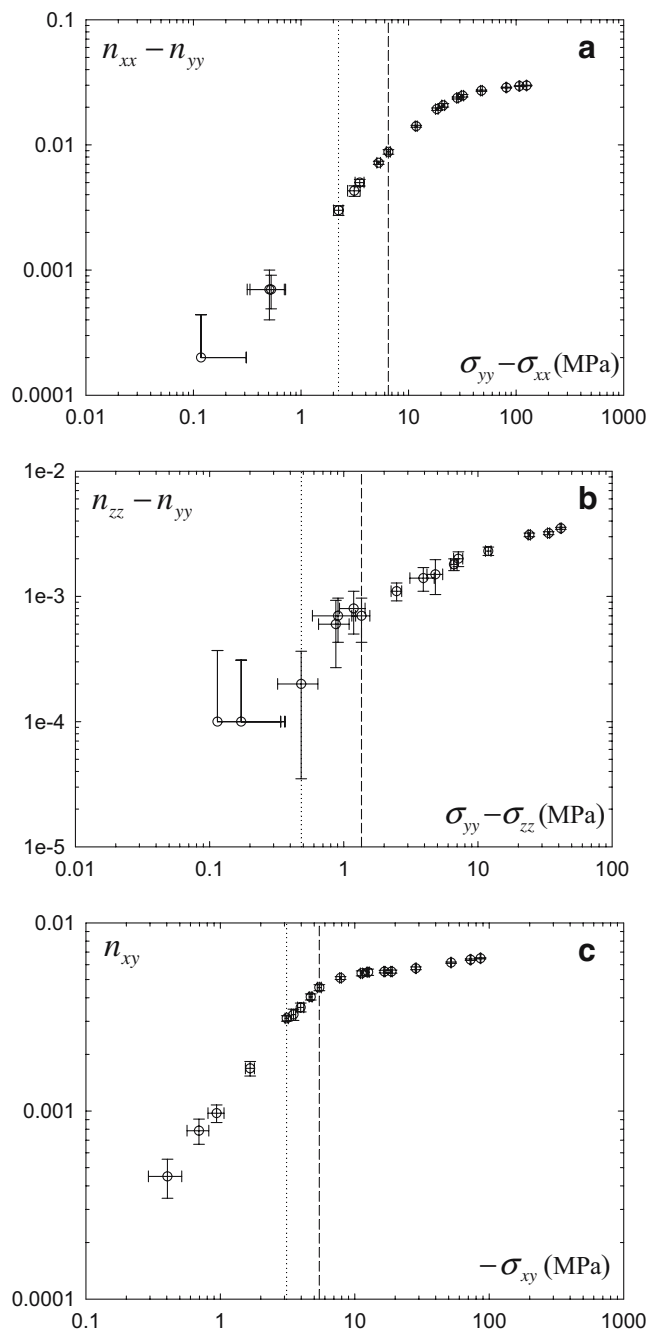 0.1
n_xx − n_yy
a
0.01
0.001
σ_yy − σ_xx (MPa)
0.0001
0.01 0.1 1 10 100 1000
1e-2
n_zz − n_yy
b
1e-3
1e-4
σ_yy − σ_zz (MPa)
1e-5
0.01 0.1 1 10 100
0.01
n_xy
c
0.001
−σ_xy (MPa)
0.0001
0.1 1 10 100 1000